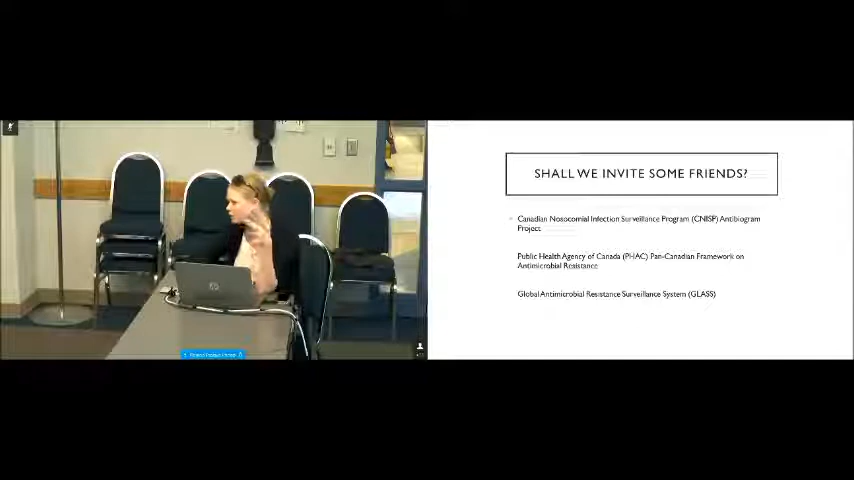 SHALL WE INVITE SOME FRIENDS?
Canadian Nosocomial Infection Surveillance Program (CNISP) Antibiogram
Project
Public Health Agency of Canada (PHAC) Pan-Canadian Framework on
Antimicrobial Resistance
Global Antimicrobial Resistance Surveillance System (GLASS)
hp